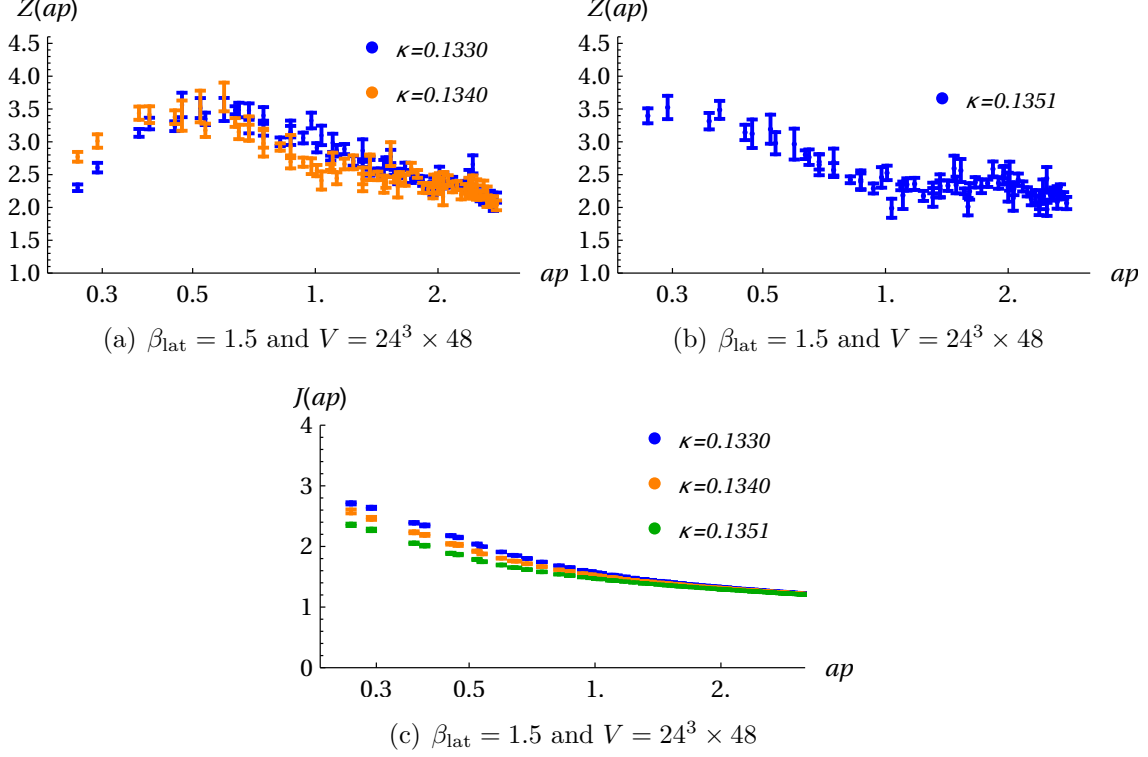 Z(ap)
4.5
4.0
3.5
3.0
2.5
2.0
1.5
1.0
0.3
0.5
1.
2.
ap
κ=0.1330
κ=0.1340
(a) β_lat = 1.5 and V = 24³ × 48
Z(ap)
4.5
4.0
3.5
3.0
2.5
2.0
1.5
1.0
0.3
0.5
1.
2.
ap
κ=0.1351
(b) β_lat = 1.5 and V = 24³ × 48
J(ap)
4
3
2
1
0
0.3
0.5
1.
2.
ap
κ=0.1330
κ=0.1340
κ=0.1351
(c) β_lat = 1.5 and V = 24³ × 48